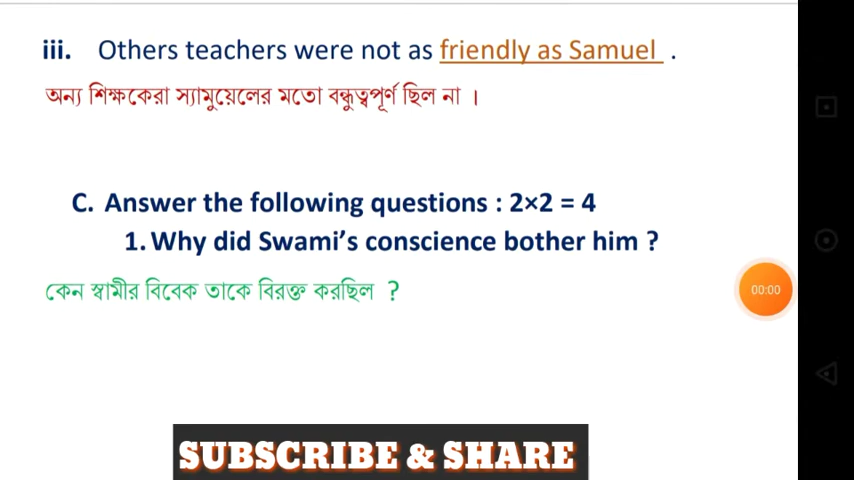 iii. Others teachers were not as friendly as Samuel .
অন্য শিক্ষকেরা স্যামুয়েলের মতো বন্ধুত্বপূর্ণ ছিল না ।
C. Answer the following questions : 2×2 = 4
1. Why did Swami’s conscience bother him ?
কেন স্বামীর বিবেক তাকে বিরক্ত করছিল ?
00:00
SUBSCRIBE & SHARE